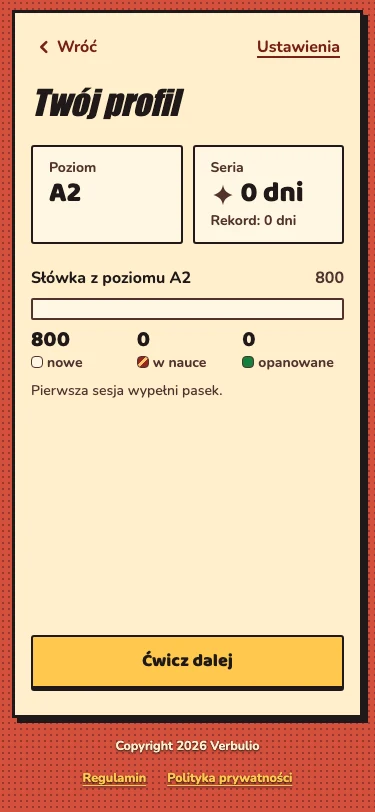 Wróć
Ustawienia
Twój profil
Poziom
A2
Seria
0 dni
Rekord: 0 dni
Słówka z poziomu A2
800
800
0
0
nowe
w nauce
opanowane
Pierwsza sesja wypełni pasek.
Ćwicz dalej
Copyright 2026 Verbulio
Regulamin
Polityka prywatności